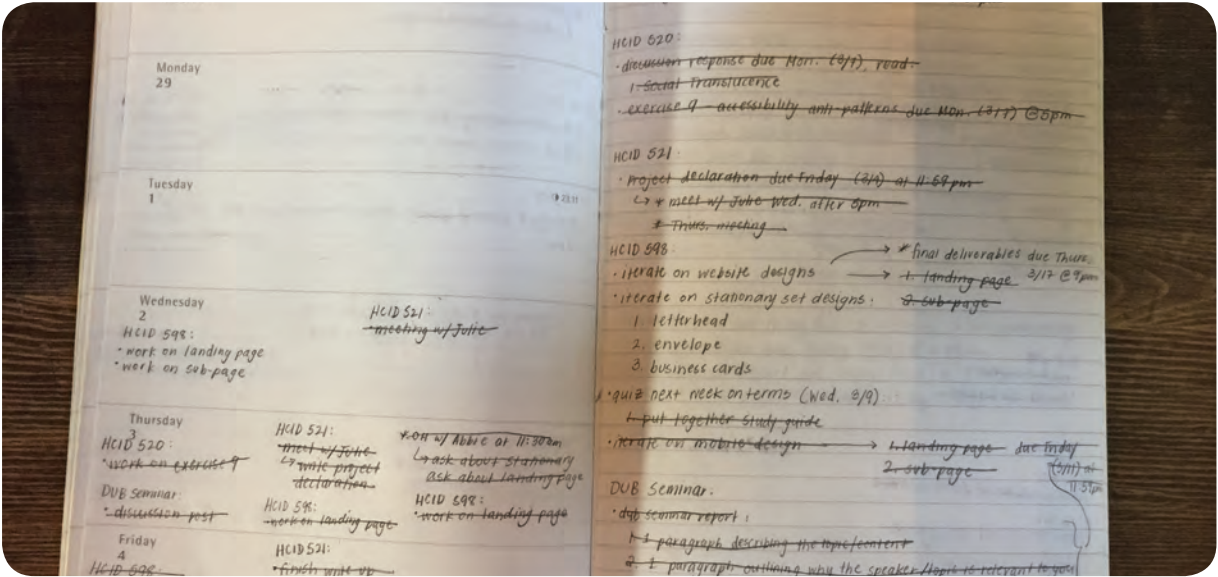 Monday
29
Tuesday
1
23:11
Wednesday
2
HCID 598:
• work on landing page
• work on sub-page
HCID 521:
• meeting w/ Julie
Thursday
3
HCID 520:
• work on exercise 9
DUB Seminar:
• discussion post
HCID 521:
• meet w/ Julie
↳ write project
declaration
HCID 598:
• work on landing page
OH w/ Abbie at 11:30am
↳ ask about stationary
ask about landing page
HCID 598:
• work on landing page
Friday
4
HCID 598:
HCID 521:
• finish write up
HCID 520:
• discussion response due Mon. (3/7), read:
1. Social Translucence
• exercise 9 - accessibility anti-patterns due Mon. (3/7) @5pm
HCID 521:
• Project declaration due Friday (3/4) at 11:59pm
↳ * meet w/ Julie Wed. after 5pm
* Thurs. meeting
HCID 598:
• iterate on website designs
→ * final deliverables due Thurs.
3/17 @9pm
→ 1. landing page
2. sub-page
• iterate on stationary set designs:
1. letterhead
2. envelope
3. business cards
• quiz next week on terms (Wed. 3/9):
1. put together study guide
• iterate on mobile design → 1. landing page due Friday
2. sub-page
(3/11) at
11:59pm
DUB Seminar:
• dub seminar report:
1. 1 paragraph describing the topic/content
2. 1 paragraph outlining why the speaker/topic is relevant to you